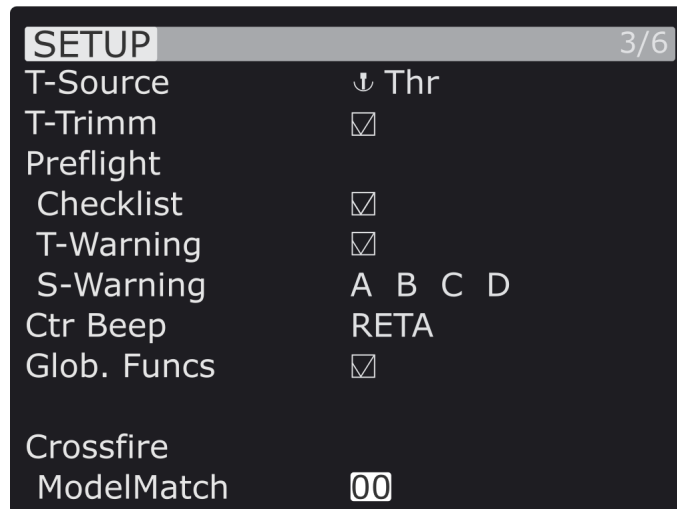 SETUP 3/6
T-Source Thr
T-Trimm
Preflight
Checklist
T-Warning
S-Warning A B C D
Ctr Beep RETA
Glob. Funcs
Crossfire
ModelMatch 00